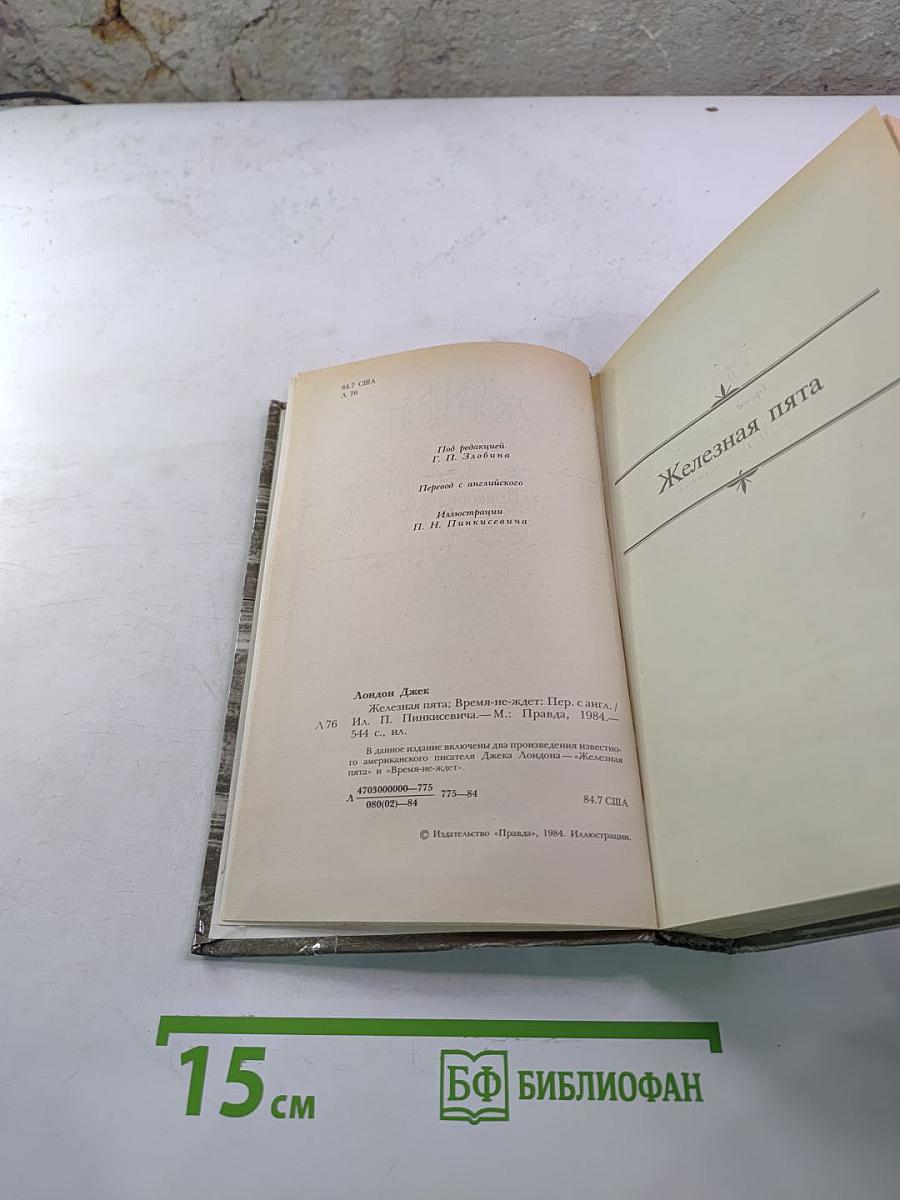 84.7 США
Л 76
Под редакцией
Г. П. Злобина
Перевод с английского
Иллюстрации
П. Н. Пинкисевича
Лондон Джек
Железная пята; Время-не-ждет: Пер. с англ./
Л 76 Ил. П. Пинкисевича.— М.: Правда, 1984.—
544 с., ил.
В данное издание включены два произведения известно-
го американского писателя Джека Лондона — «Железная
пята» и «Время-не-ждет».
Л 4703000000—775
080(02)—84 775—84
84.7 США
© Издательство «Правда», 1984. Иллюстрации.
Железная пята
15 см
БФ БИБЛИОФАН